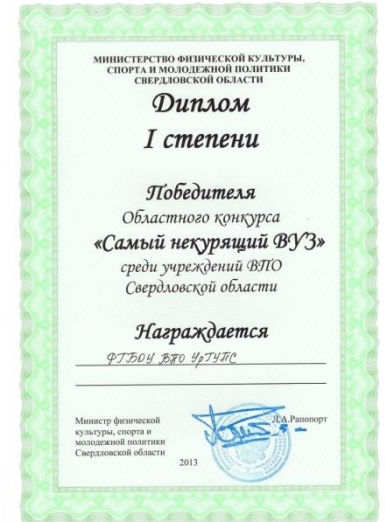 МИНИСТЕРСТВО ФИЗИЧЕСКОЙ КУЛЬТУРЫ,
СПОРТА И МОЛОДЕЖНОЙ ПОЛИТИКИ
СВЕРДЛОВСКОЙ ОБЛАСТИ
Диплом
I степени
Победителя
Областного конкурса
«Самый некурящий ВУЗ»
среди учреждений ВПО
Свердловской области
Награждается
ФГБОУ ВПО УрГУПС
Министр физической
культуры, спорта и
молодежной политики
Свердловской области
Л.А.Рапопорт
2013